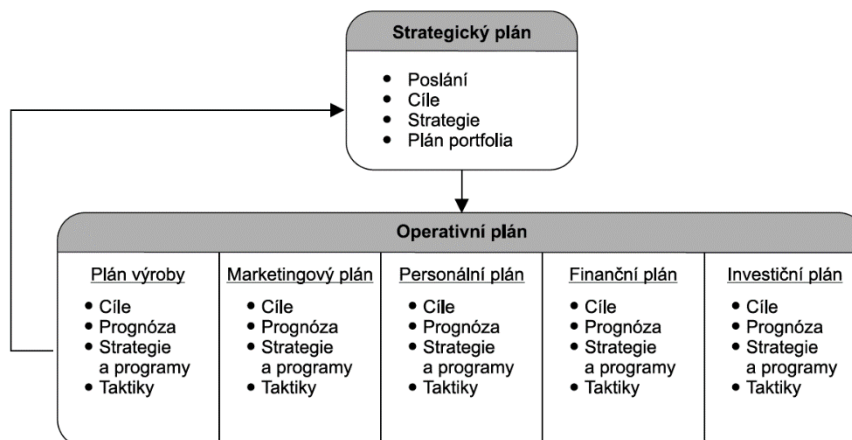 Strategický plán
Poslání
Cíle
Strategie
Plán portfolia
Operativní plán
Plán výroby
Cíle
Prognóza
Strategie
a programy
Taktiky
Marketingový plán
Cíle
Prognóza
Strategie
a programy
Taktiky
Personální plán
Cíle
Prognóza
Strategie
a programy
Taktiky
Finanční plán
Cíle
Prognóza
Strategie
a programy
Taktiky
Investiční plán
Cíle
Prognóza
Strategie
a programy
Taktiky